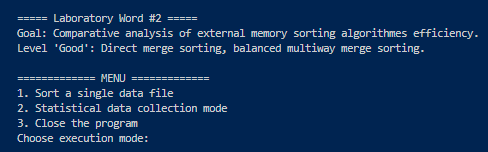 ===== Laboratory Word #2 =====
Goal: Comparative analysis of external memory sorting algorithmes efficiency.
Level 'Good': Direct merge sorting, balanced multiway merge sorting.
============= MENU =============
1. Sort a single data file
2. Statistical data collection mode
3. Close the program
Choose execution mode: